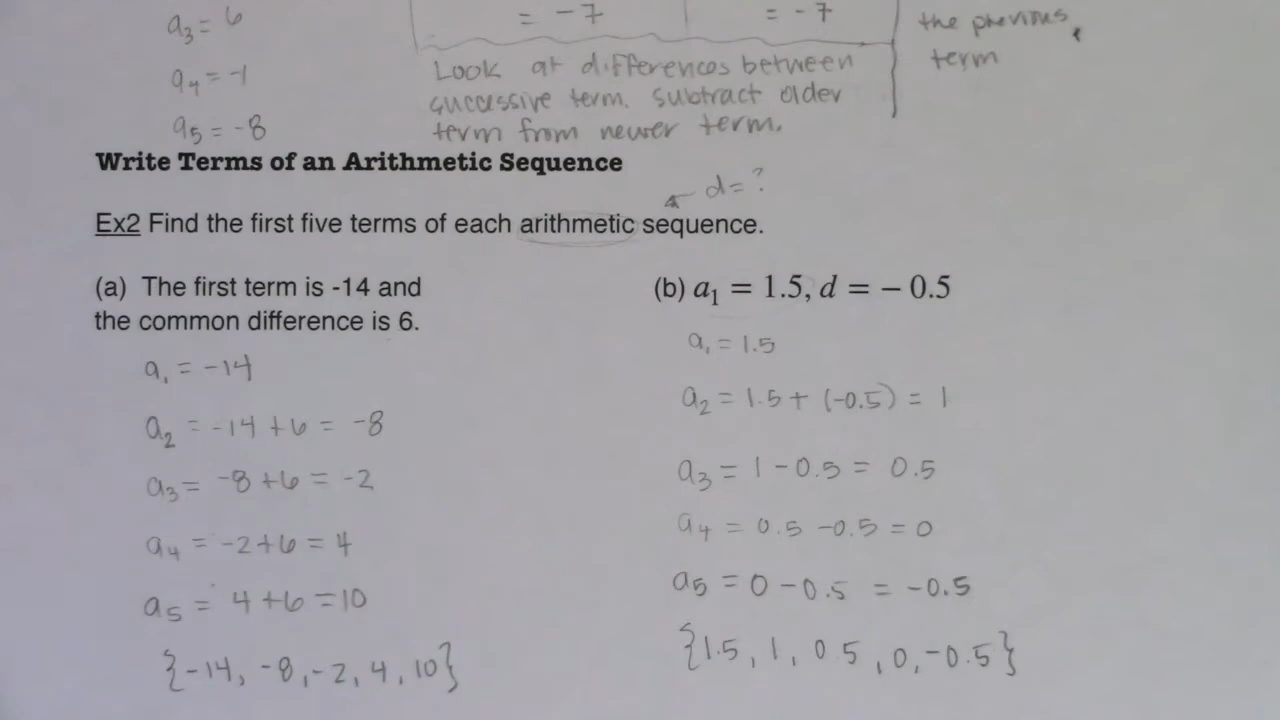 a3 = 6
a4 = -1
a5 = -8
= -7
= -7
Look at differences between
successive term. Subtract older
term from newer term.
the previous
term
Write Terms of an Arithmetic Sequence
d = ?
Ex2 Find the first five terms of each arithmetic sequence.
(a) The first term is -14 and
the common difference is 6.
a1 = -14
a2 = -14 + 6 = -8
a3 = -8 + 6 = -2
a4 = -2 + 6 = 4
a5 = 4 + 6 = 10
{-14, -8, -2, 4, 10}
(b) a1 = 1.5, d = - 0.5
a1 = 1.5
a2 = 1.5 + (-0.5) = 1
a3 = 1 - 0.5 = 0.5
a4 = 0.5 - 0.5 = 0
a5 = 0 - 0.5 = -0.5
{1.5, 1, 0.5, 0, -0.5}